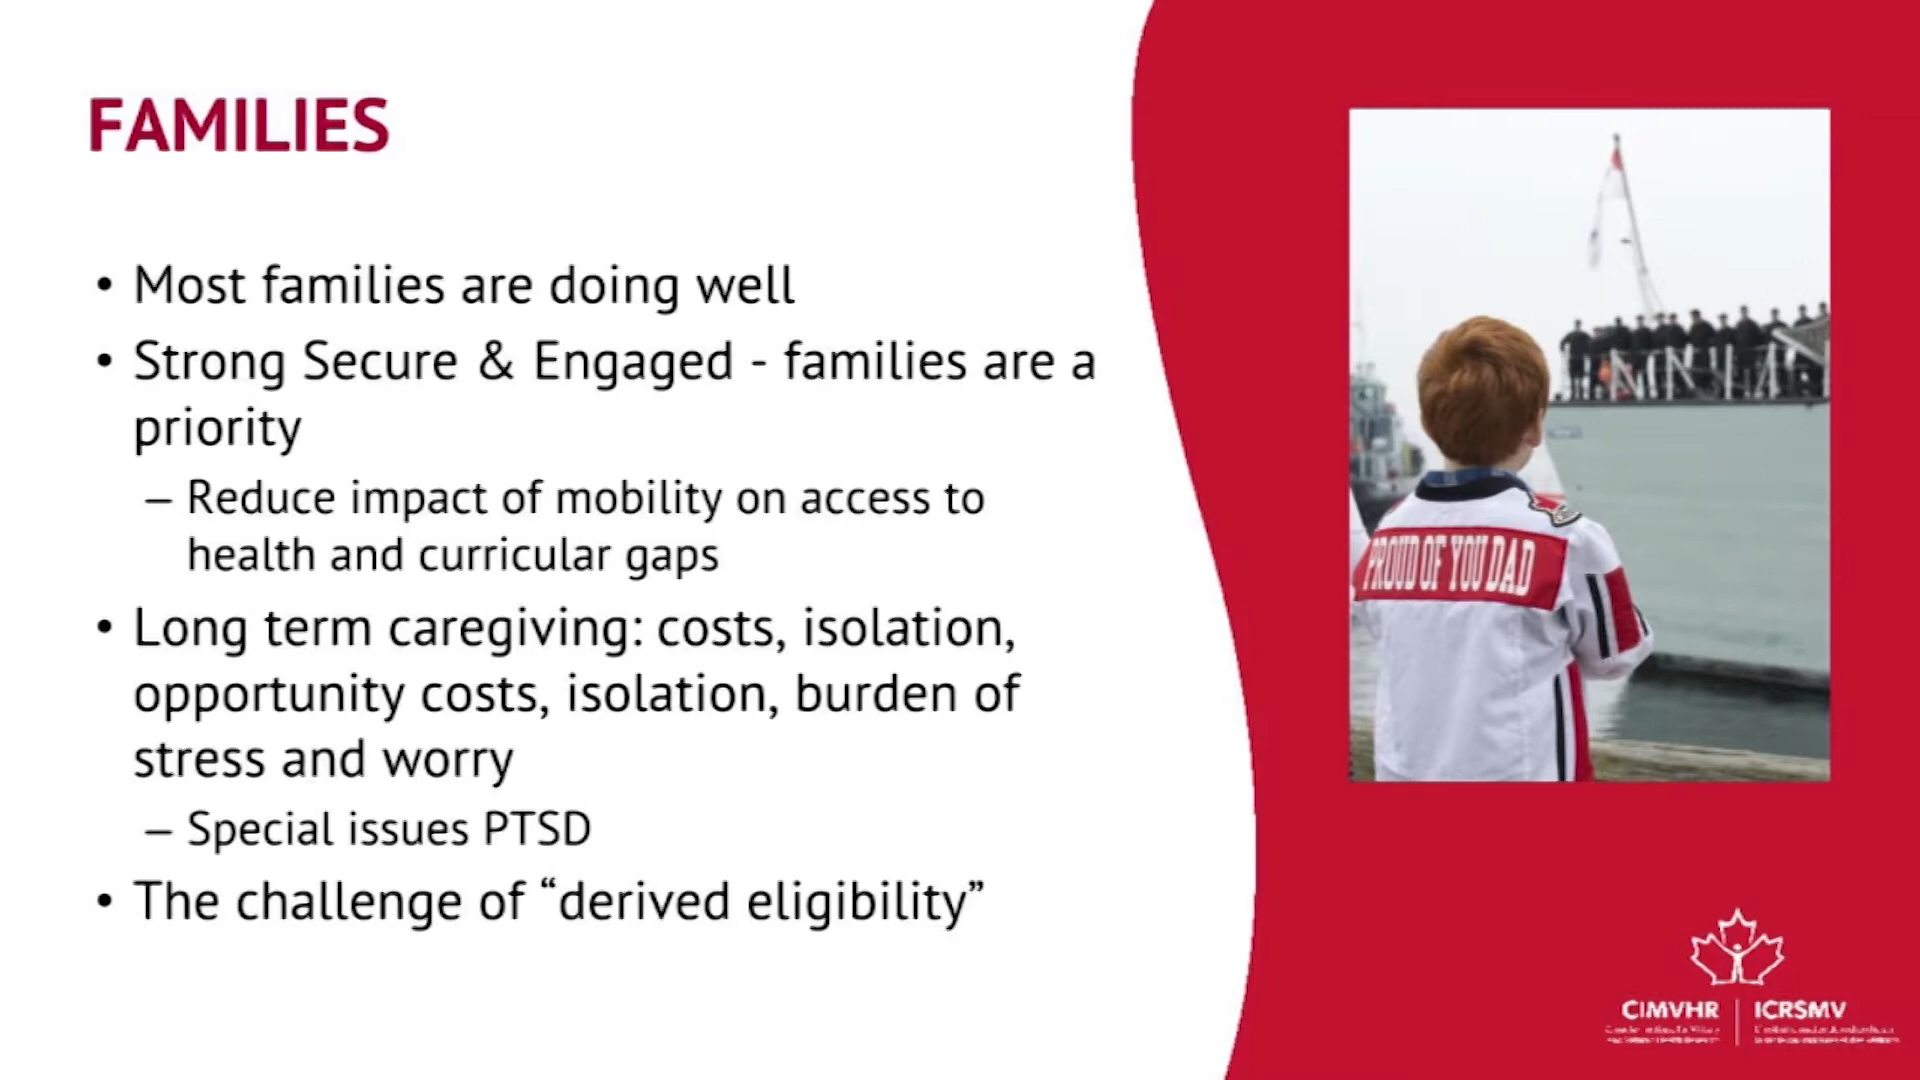 FAMILIES
• Most families are doing well
• Strong Secure & Engaged - families are a
priority
– Reduce impact of mobility on access to
health and curricular gaps
• Long term caregiving: costs, isolation,
opportunity costs, isolation, burden of
stress and worry
– Special issues PTSD
• The challenge of “derived eligibility”
PROUD OF YOU DAD
CIMVHR | ICRSMV